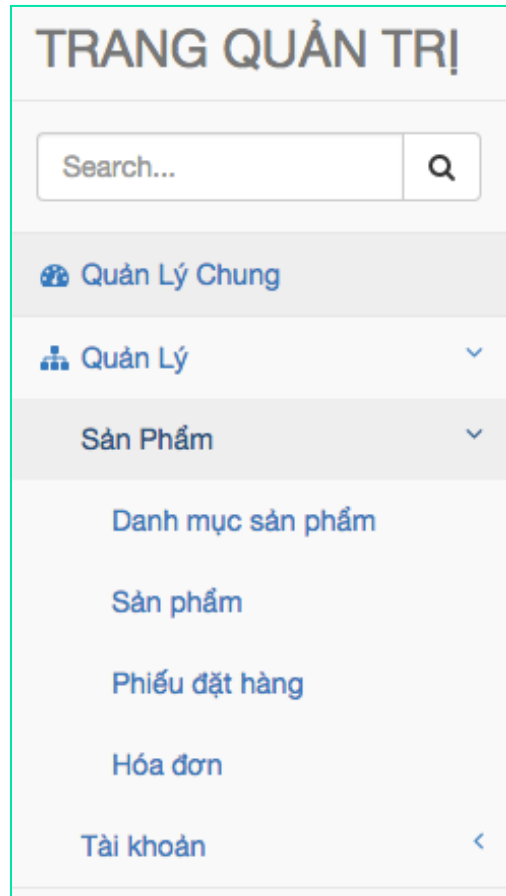 TRANG QUẢN TRỊ
Search...
Quản Lý Chung
Quản Lý
Sản Phẩm
Danh mục sản phẩm
Sản phẩm
Phiếu đặt hàng
Hóa đơn
Tài khoản